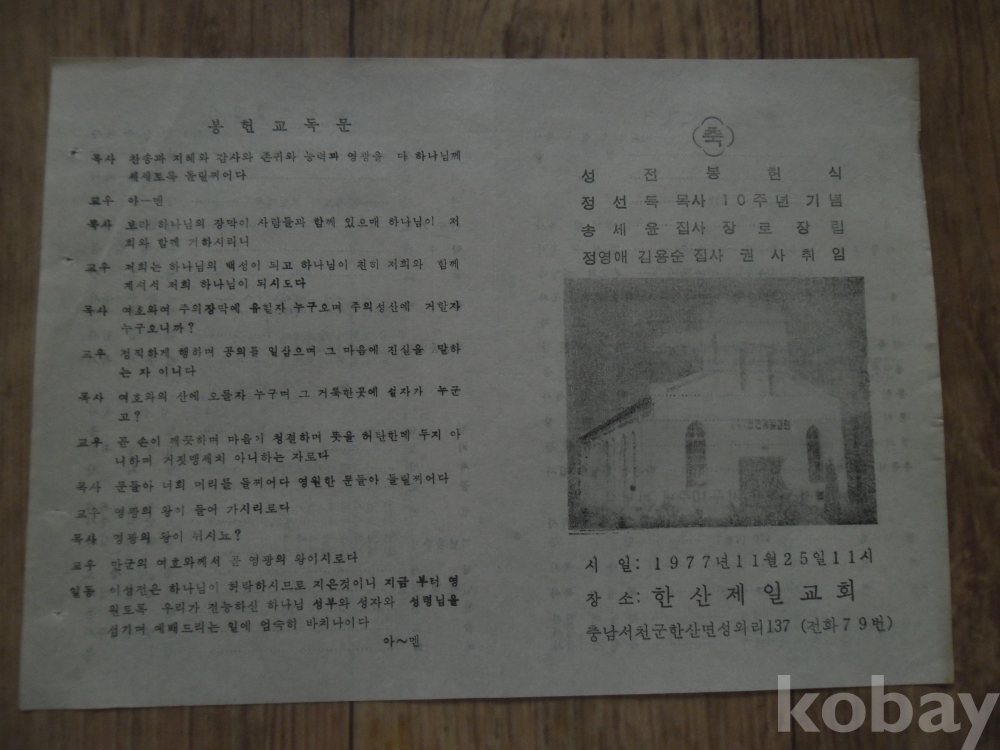 봉헌교독문
목사 찬송과 지혜와 감사와 존귀와 능력과 영광을 다 하나님께
세세토록 돌릴찌어다
교우 아ー멘
목사 보라 하나님의 장막이 사람들과 함께 있으매 하나님이 저
희와 함께 거하시리니
교우 저희는 하나님의 백성이 되고 하나님이 친히 저희와 함께
계셔서 저희 하나님이 되시도다
목사 여호와여 주의장막에 유할자 누구오며 주의성산에 거할자
누구오니까?
교우 정직하게 행하며 공의를 일삼으며 그 마음에 진실을 말하
는 자 이니다
목사 여호와의 산에 오를자 누구며 그 거룩한곳에 설자가 누군
고?
교우 곧 손이 깨끗하며 마음기 청결하며 뜻을 허탄한데 두지 아
니하며 거짓맹세치 아니하는 자로다
목사 문들아 너희 머리를 들찌어다 영원한 문들아 들릴찌어다
교우 영광의 왕기 들어 가시리로다
목사 영광의 왕이 뉘시뇨?
교우 만군의 여호와께서 곧 영광의 왕이시로다
일동 이성전은 하나님이 허락하시므로 지은것이니 지금 부터 영
원토록 우리가 전능하신 하나님 성부와 성자와 성령님을
섬기며 예배드리는 일에 엄숙히 바치나이다
아〜멘
축
성전봉헌식
정선득 목사 10주년 기념
송세윤 집사 장로 장립
정영애 김용순 집사 권사 취임
시 일: 1977년11월25일11시
장 소: 한산제일교회
충남서천군한산면성외리137 (전화79번)
kobay